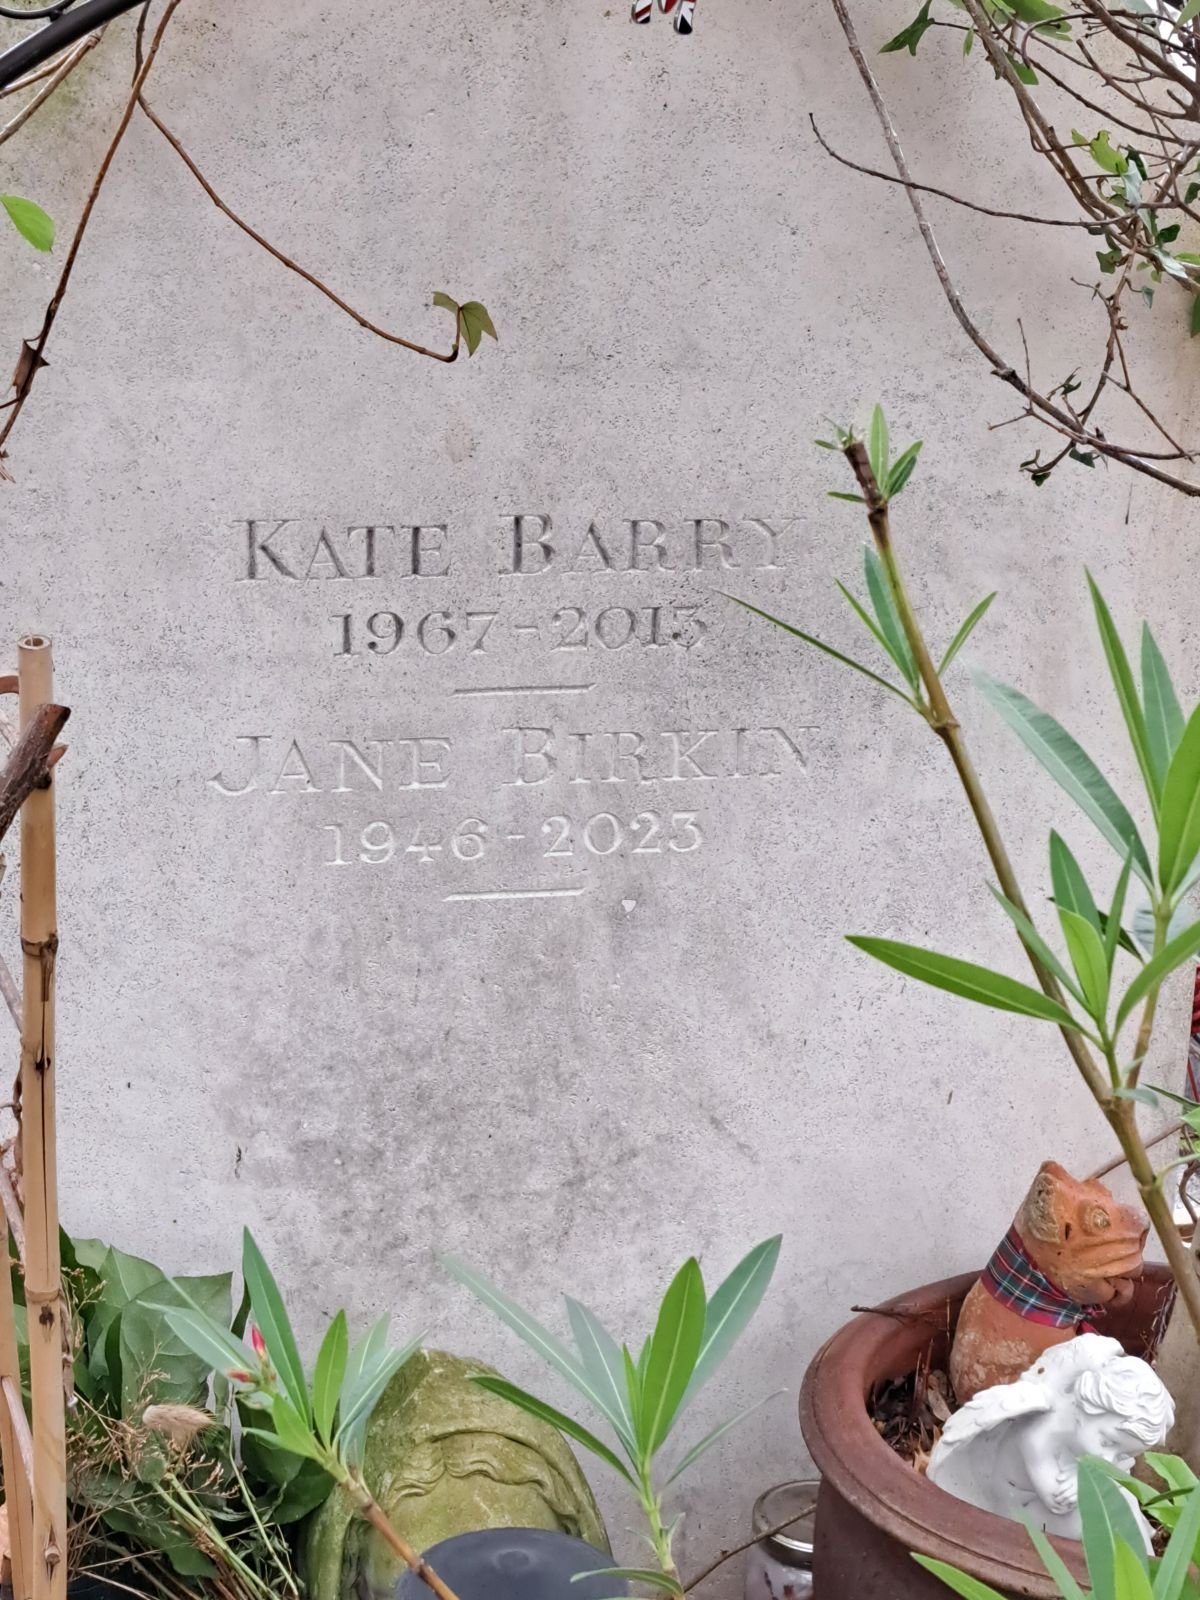 KATE BARRY
1967-2013
JANE BIRKIN
1946-2023